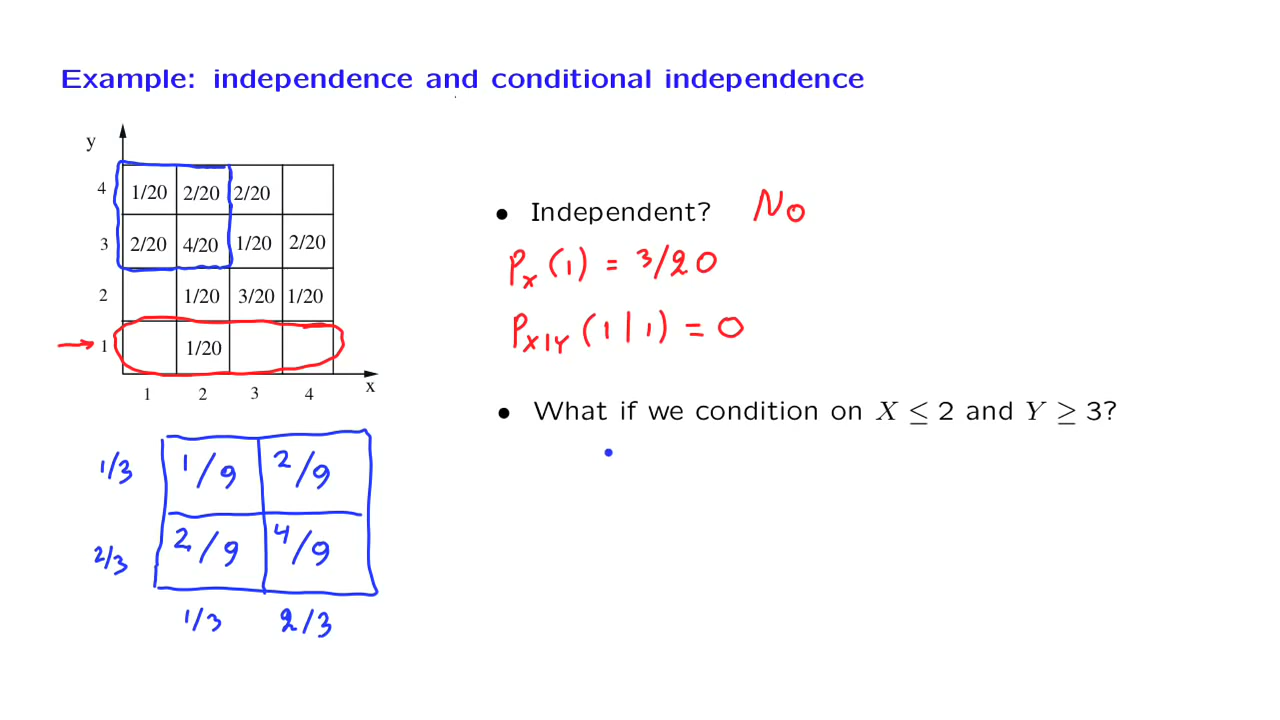 Example: independence and conditional independence
y
4 1/20 2/20 2/20
3 2/20 4/20 1/20 2/20
2 1/20 3/20 1/20
1 1/20
1 2 3 4 x
• Independent? No
Px (1) = 3/20
PX|Y (1 | 1) = 0
• What if we condition on X ≤ 2 and Y ≥ 3?
1/3 1/9 2/9
2/3 2/9 4/9
1/3 2/3